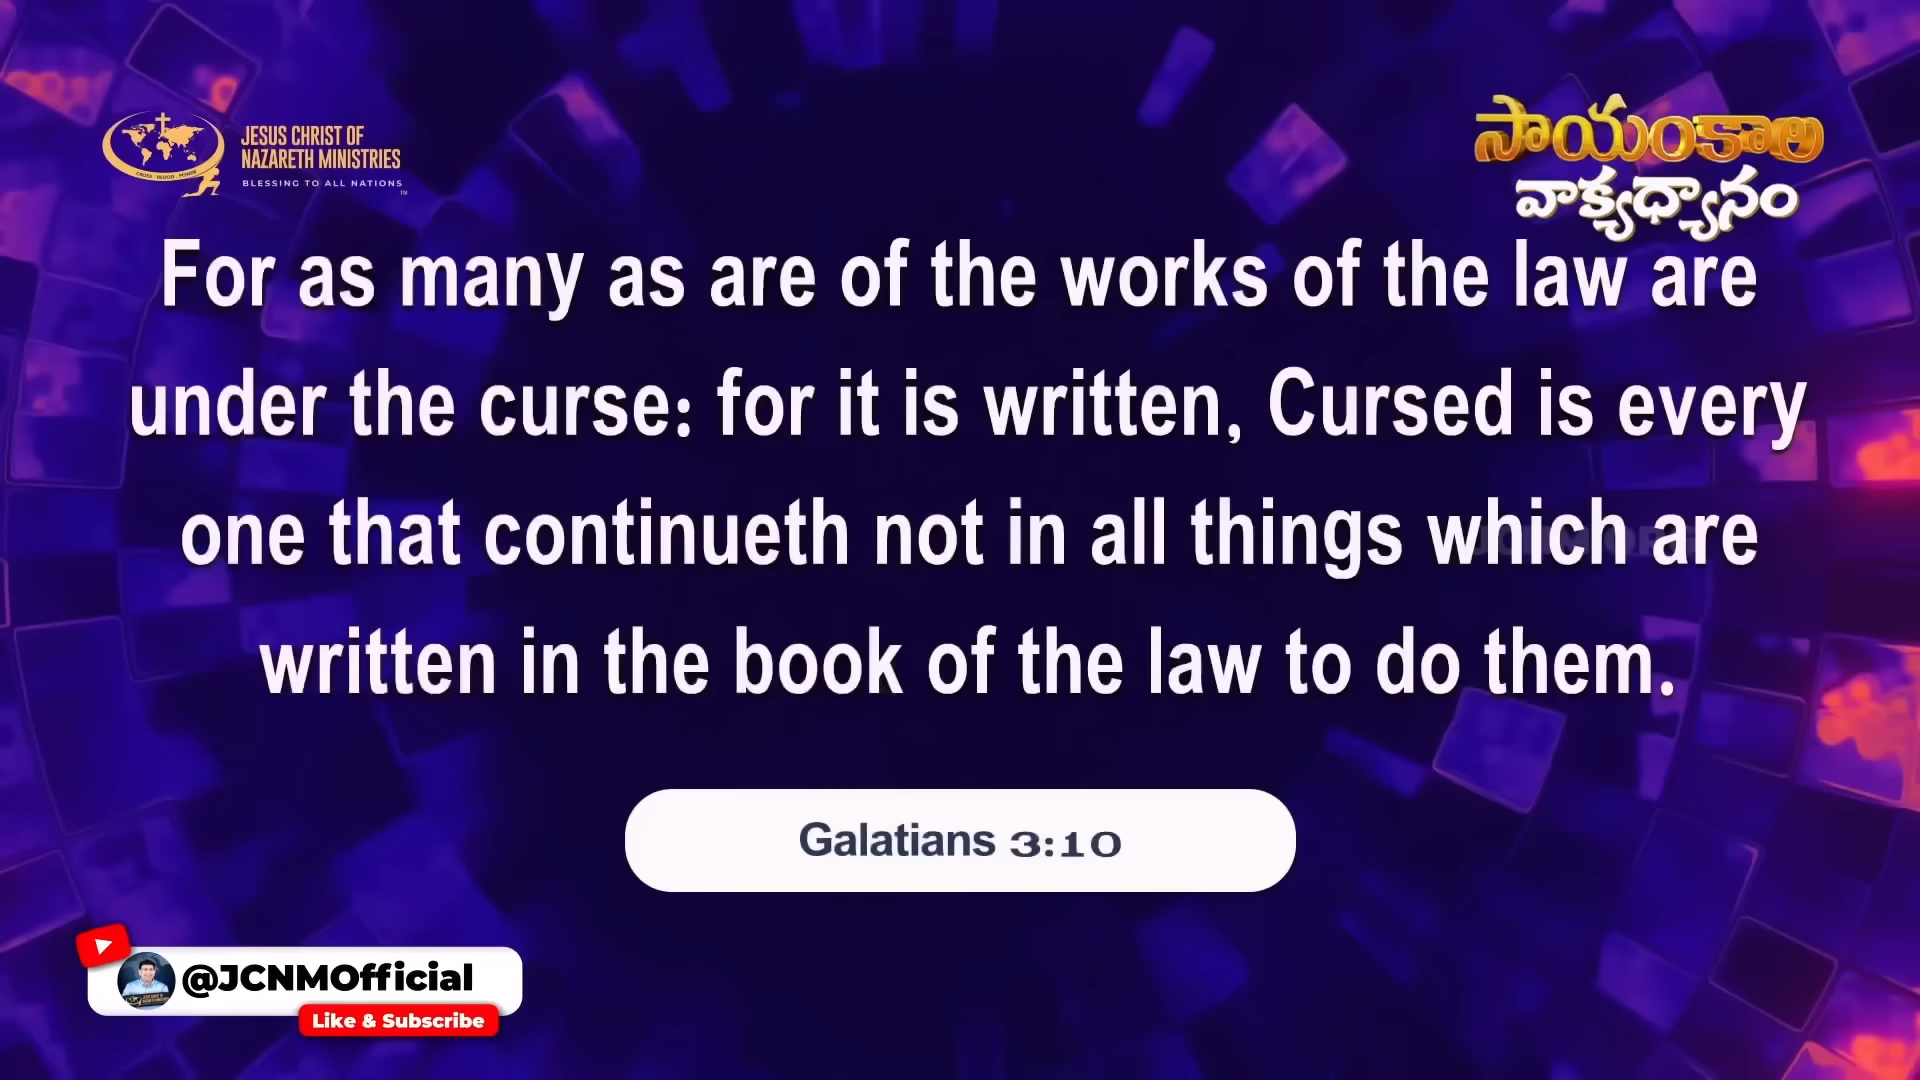 JESUS CHRIST OF
NAZARETH MINISTRIES
BLESSING TO ALL NATIONS
TM
సాయంకాల
వాక్యధ్యానం
For as many as are of the works of the law are
under the curse: for it is written, Cursed is every
one that continueth not in all things which are
written in the book of the law to do them.
Galatians 3:10
@JCNMOfficial
Like & Subscribe